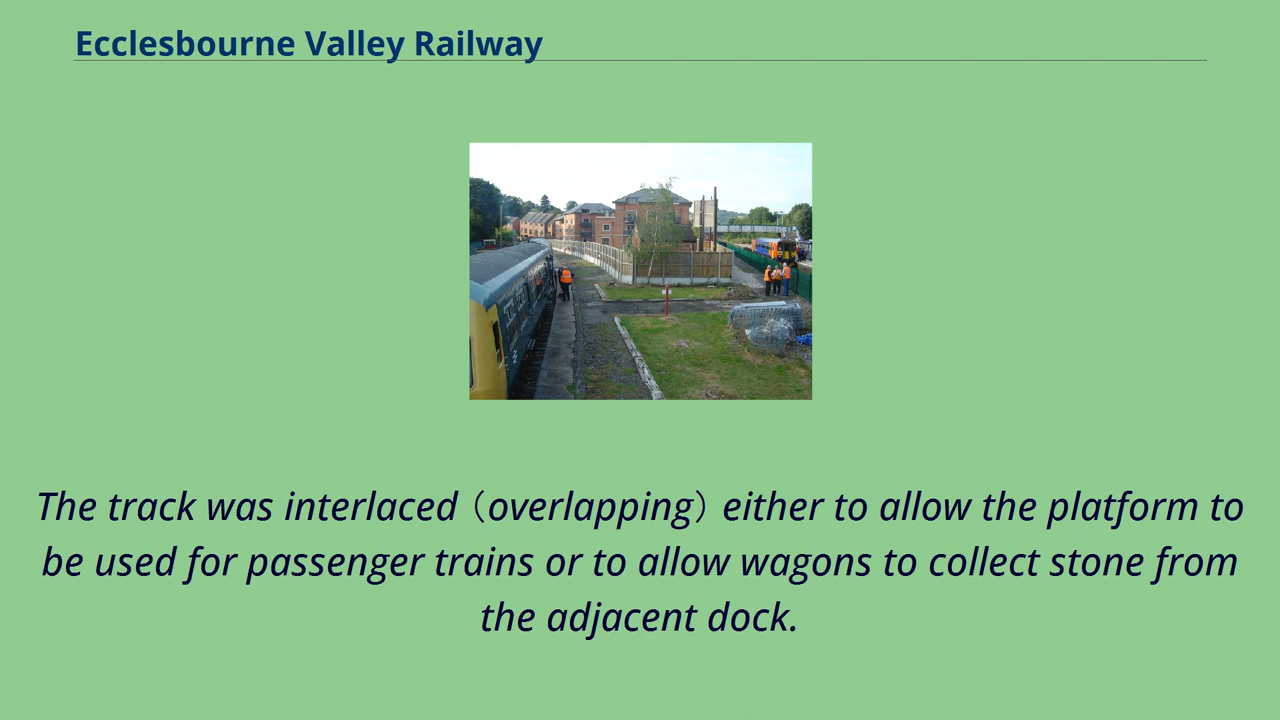 Ecclesbourne Valley Railway
The track was interlaced (overlapping) either to allow the platform to
be used for passenger trains or to allow wagons to collect stone from
the adjacent dock.